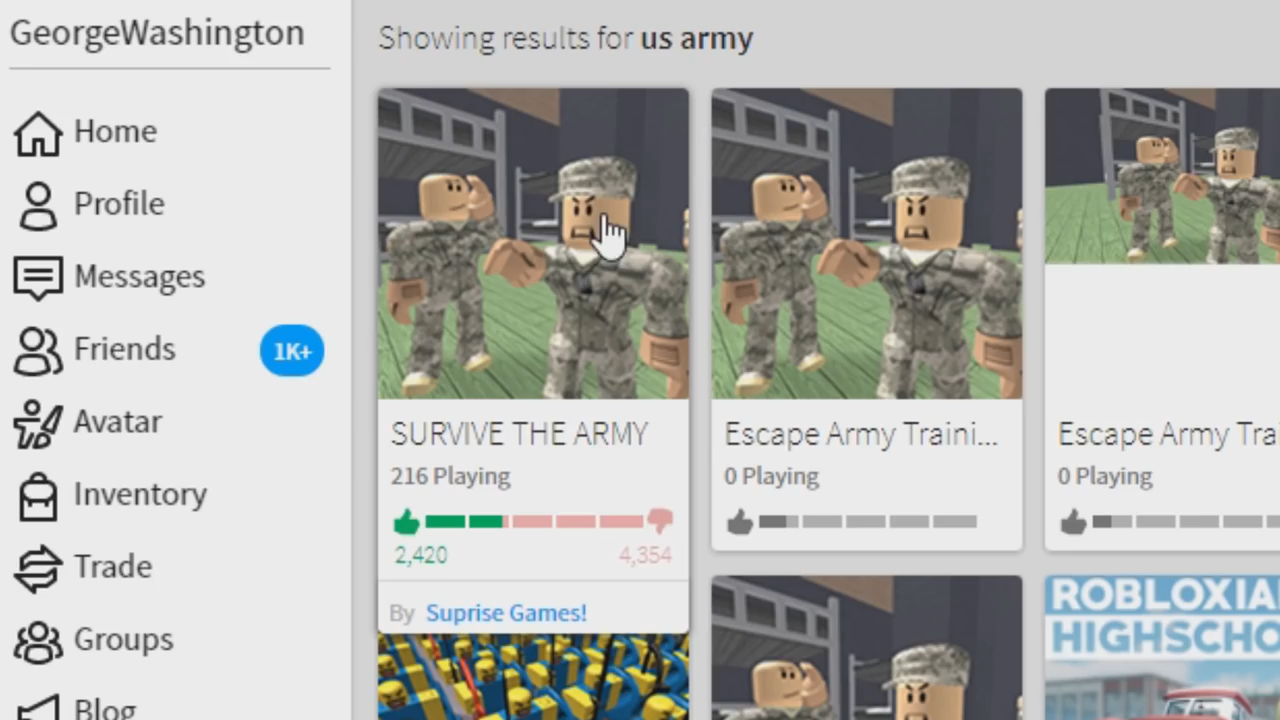 GeorgeWashington
Home
Profile
Messages
Friends
1K+
Avatar
Inventory
Trade
Groups
Blog
Showing results for us army
SURVIVE THE ARMY
216 Playing
2,420
4,354
By Suprise Games!
Escape Army Traini...
0 Playing
Escape Army Trai
0 Playing
ROBLOXIA
HIGHSCHO